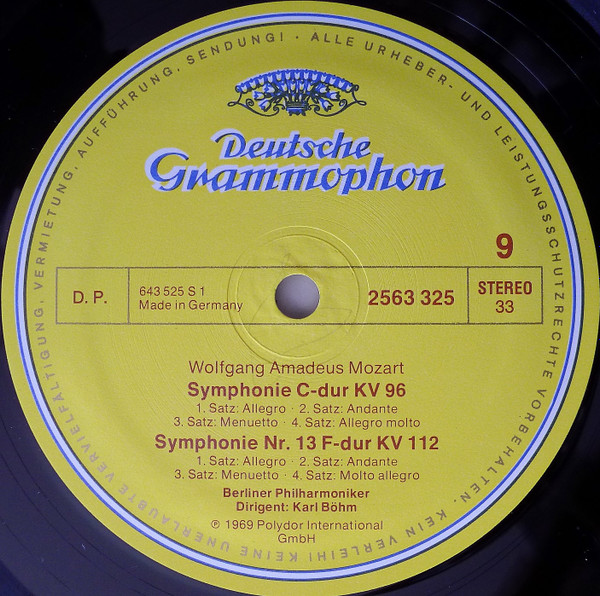 ALLE URHEBER- UND LEISTUNGSSCHUTZRECHTE VORBEHALTEN. KEIN VERLEIH! KEINE UNERLAUBTE VERVIELFÄLTIGUNG, VERMIETUNG, AUFFÜHRUNG, SENDUNG! ·
Deutsche
Grammophon
9
D. P.
643 525 S 1
Made in Germany
2563 325
STEREO
33
Wolfgang Amadeus Mozart
Symphonie C-dur KV 96
1. Satz: Allegro · 2. Satz: Andante
3. Satz: Menuetto · 4. Satz: Allegro molto
Symphonie Nr. 13 F-dur KV 112
1. Satz: Allegro · 2. Satz: Andante
3. Satz: Menuetto · 4. Satz: Molto allegro
Berliner Philharmoniker
Dirigent: Karl Böhm
℗ 1969 Polydor International
GmbH